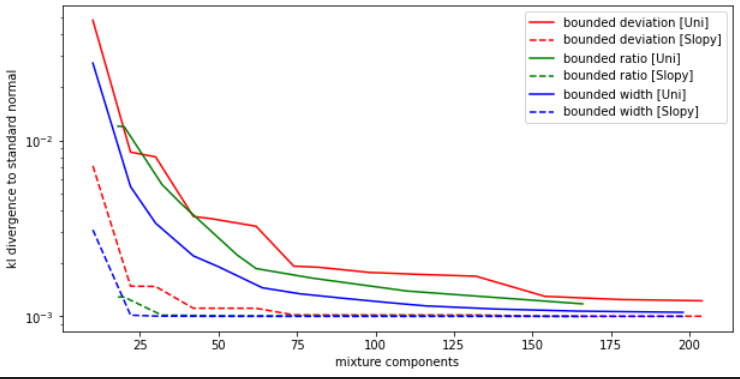 bounded deviation [Uni]
bounded deviation [Slopy]
bounded ratio [Uni]
bounded ratio [Slopy]
bounded width [Uni]
bounded width [Slopy]
kl divergence to standard normal
10⁻²
10⁻³
25
50
75
100
125
150
175
200
mixture components